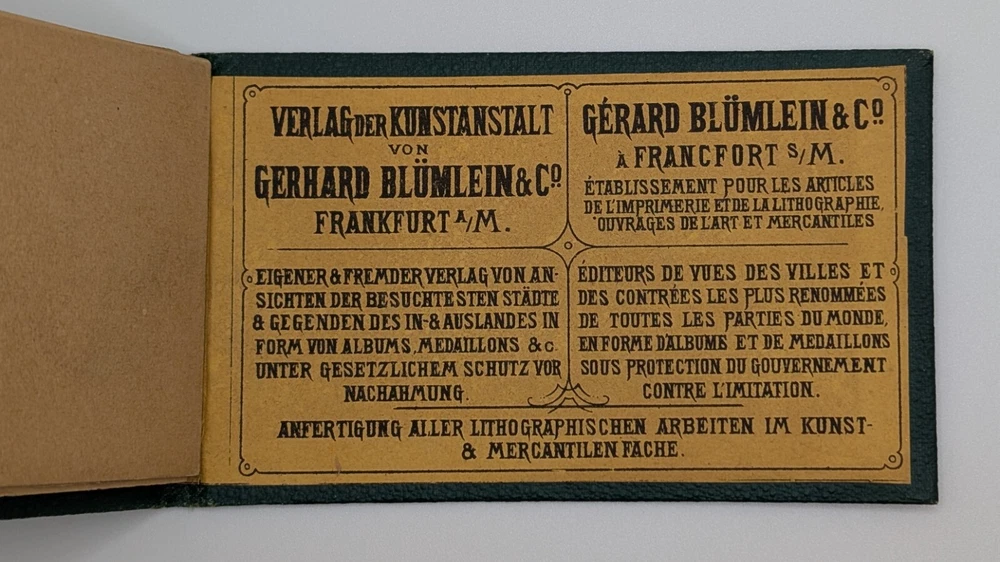 VERLAG DER KUNSTANSTALT
VON
GERHARD BLÜMLEIN & Cº
FRANKFURT A/M.
EIGENER & FREMDER VERLAG VON AN-
SICHTEN DER BESUCHTESTEN STÄDTE
& GEGENDEN DES IN- & AUSLANDES IN
FORM VON ALBUMS, MEDAILLONS &c.
UNTER GESETZLICHEM SCHUTZ VOR
NACHAHMUNG.
GÉRARD BLÜMLEIN & Cº
À FRANCFORT S/M.
ÉTABLISSEMENT POUR LES ARTICLES
DE L'IMPRIMERIE ET DE LA LITHOGRAPHIE,
OUVRAGES DE L'ART ET MERCANTILES
ÉDITEURS DE VUES DES VILLES ET
DES CONTRÉES LES PLUS RENOMMÉES
DE TOUTES LES PARTIES DU MONDE,
EN FORME D'ALBUMS ET DE MEDAILLONS
SOUS PROTECTION DU GOUVERNEMENT
CONTRE L'IMITATION.
ANFERTIGUNG ALLER LITHOGRAPHISCHEN ARBEITEN IM KUNST-
& MERCANTILEN FACHE.